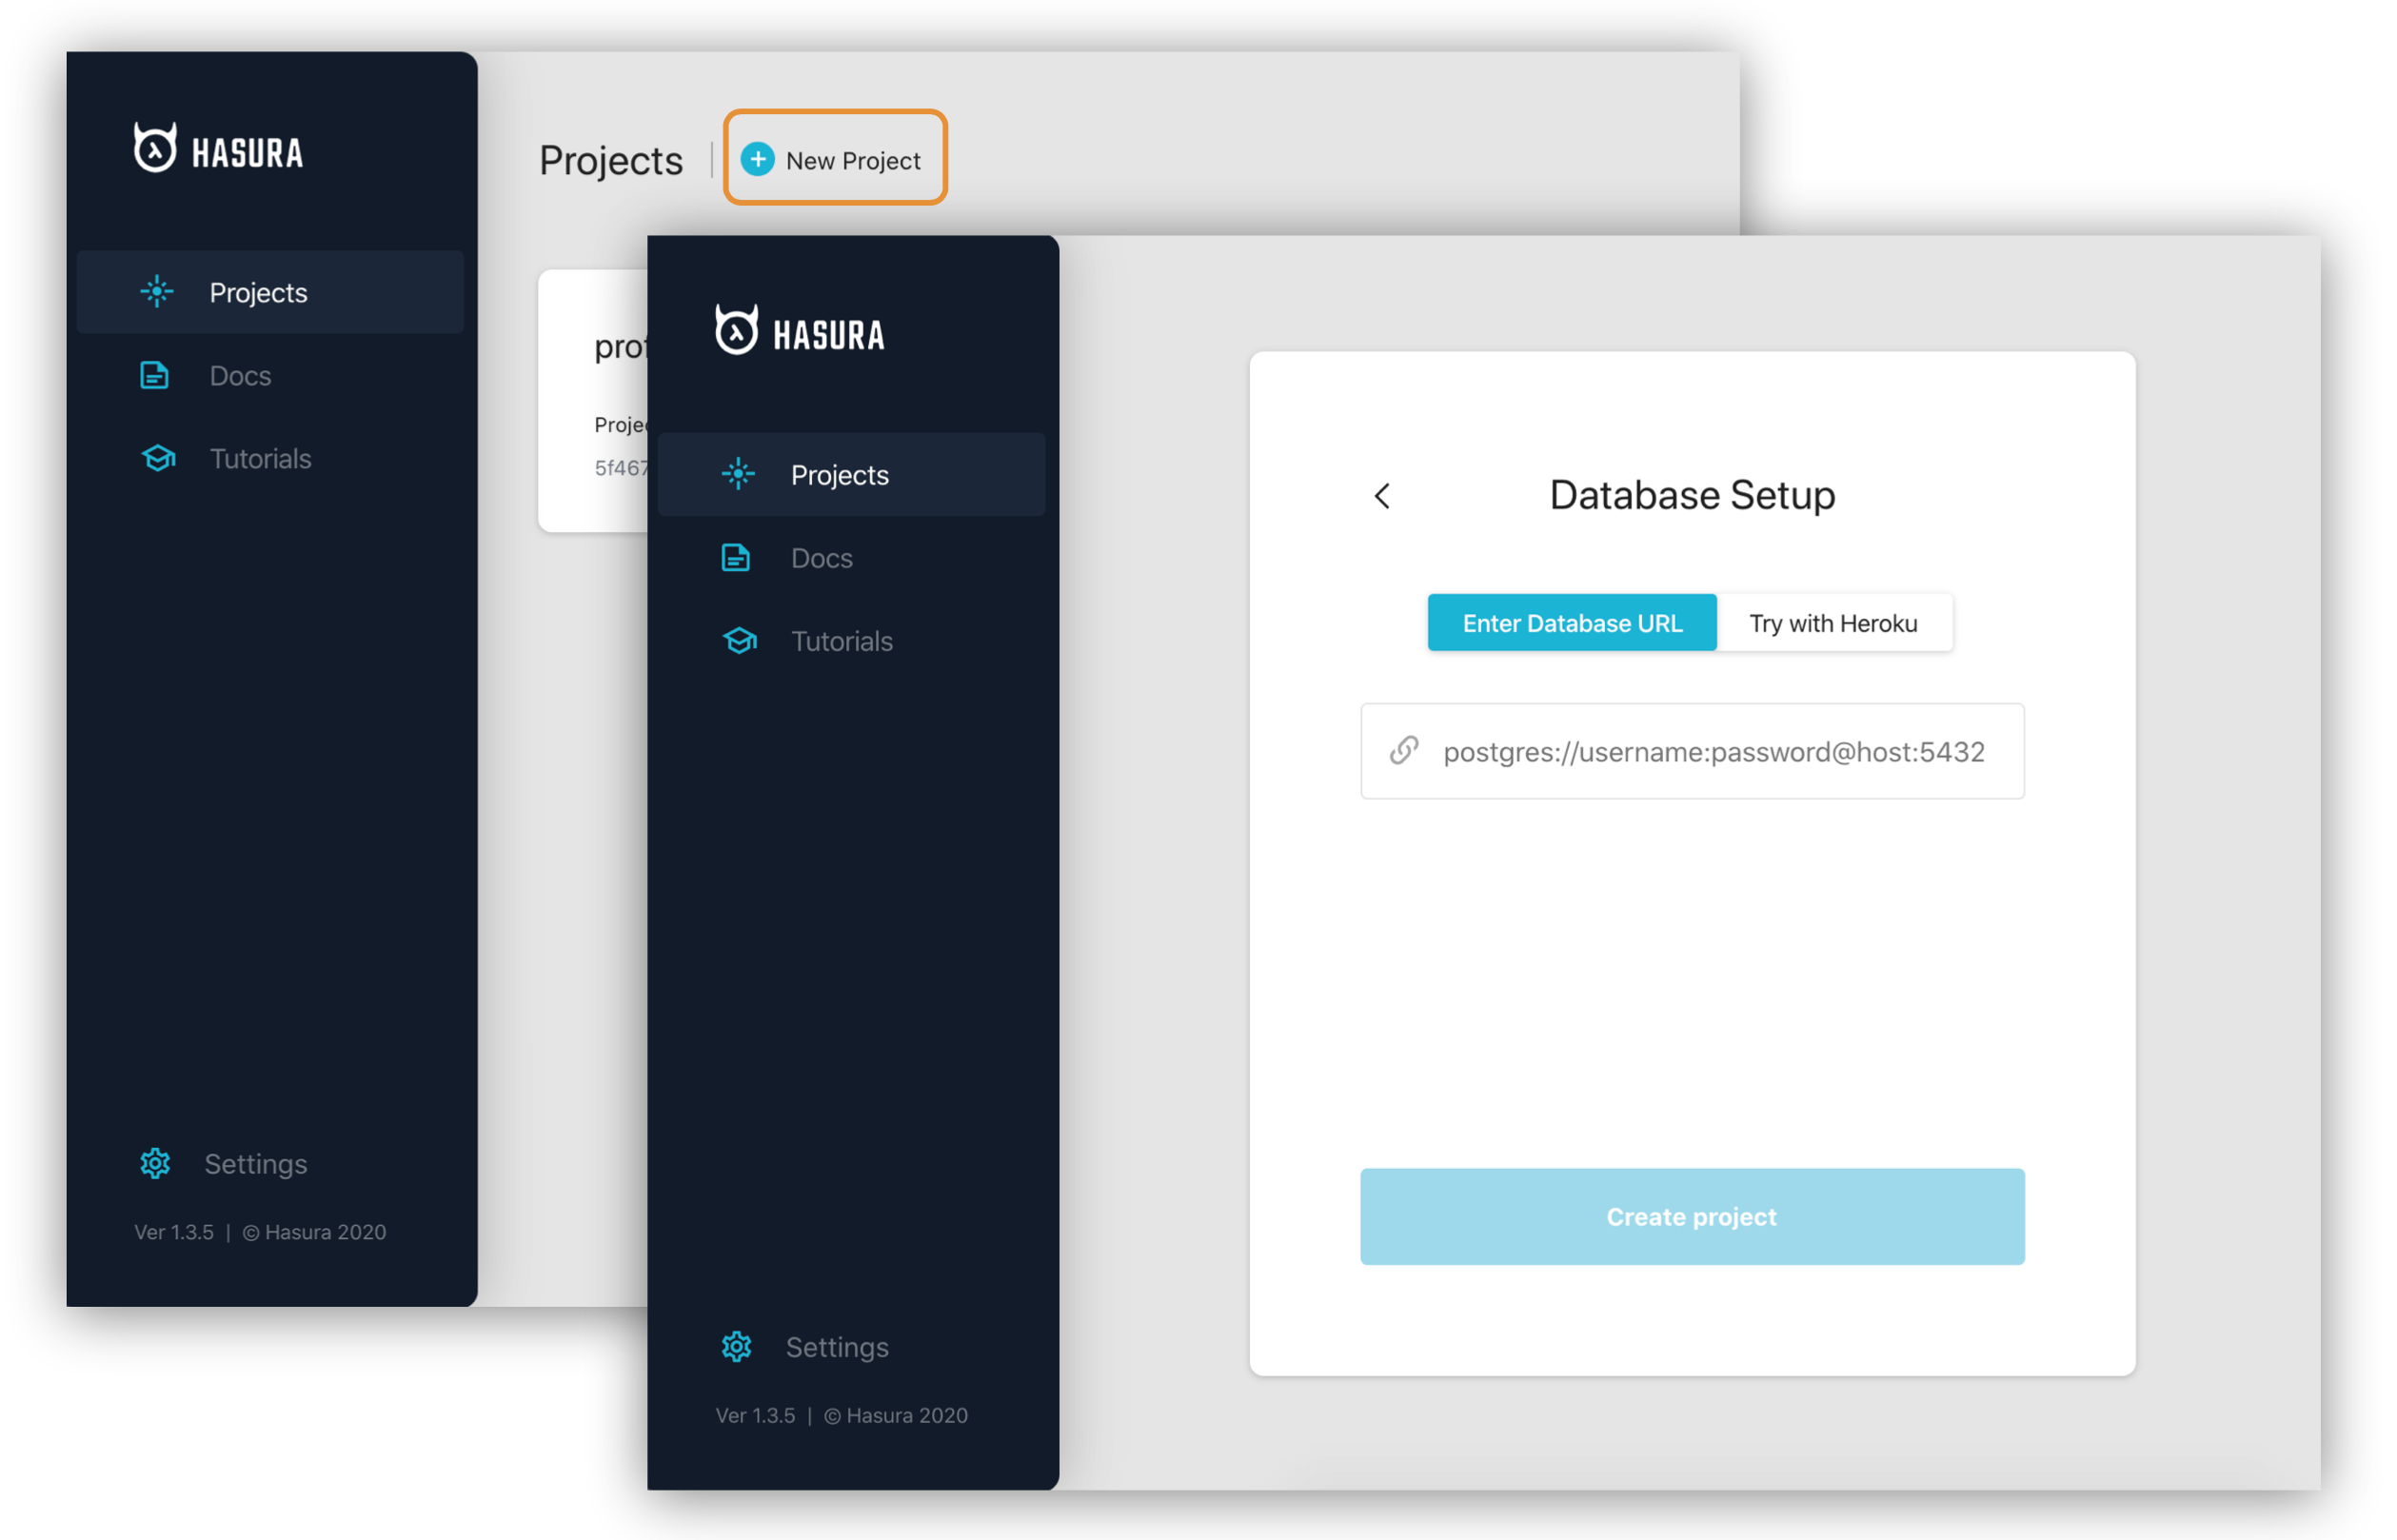 HASURA
Projects
Docs
Tutorials
Settings
Ver 1.3.5 | © Hasura 2020
Projects | New Project
Projec
5f467
HASURA
Projects
Docs
Tutorials
Settings
Ver 1.3.5 | © Hasura 2020
Database Setup
Enter Database URL Try with Heroku
postgres://username:password@host:5432
Create project